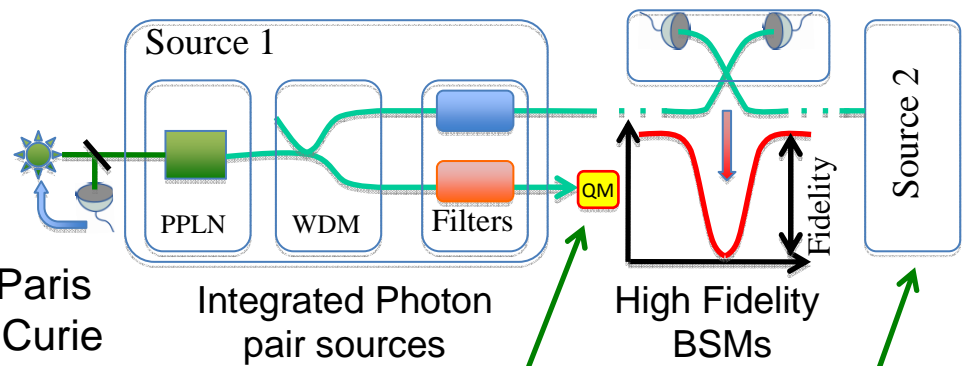 Source 1
PPLN
WDM
Filters
QM
Fidelity
Source 2
Paris
Curie
Integrated Photon
pair sources
High Fidelity
BSMs